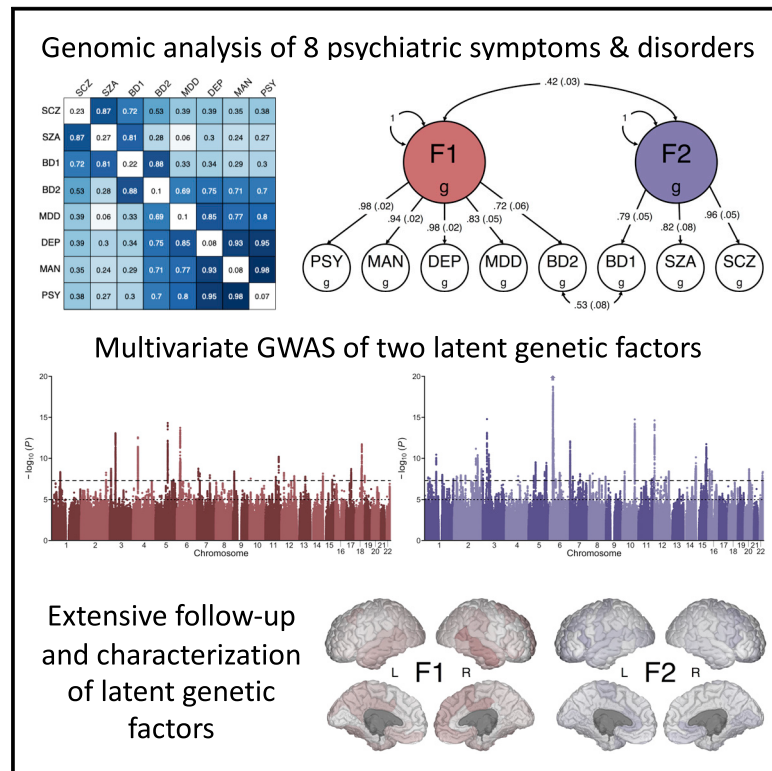 Genomic analysis of 8 psychiatric symptoms & disorders
SCZ SZA BD1 BD2 MDD DEP MAN PSY
SCZ 0.23 0.87 0.72 0.53 0.39 0.39 0.35 0.38
SZA 0.87 0.27 0.81 0.28 0.06 0.3 0.24 0.27
BD1 0.72 0.81 0.22 0.88 0.33 0.34 0.29 0.3
BD2 0.53 0.28 0.88 0.1 0.69 0.75 0.71 0.7
MDD 0.39 0.06 0.33 0.69 0.1 0.85 0.77 0.8
DEP 0.39 0.3 0.34 0.75 0.85 0.08 0.93 0.95
MAN 0.35 0.24 0.29 0.71 0.77 0.93 0.08 0.98
PSY 0.38 0.27 0.3 0.7 0.8 0.95 0.98 0.07
.42 (.03)
1 1
F1 F2
g g
.98 (.02) .94 (.02) .98 (.02) .83 (.05) .72 (.06) .79 (.05) .82 (.08) .96 (.05)
PSY MAN DEP MDD BD2 BD1 SZA SCZ
g g g g g g g g
.53 (.08)
Multivariate GWAS of two latent genetic factors
20
15
10
5
0
−log10 (P)
1 2 3 4 5 6 7 8 9 10 11 12 13 14 15 16 17 18 19 20 21 22
Chromosome
20
15
10
5
0
−log10 (P)
1 2 3 4 5 6 7 8 9 10 11 12 13 14 15 16 17 18 19 20 21 22
Chromosome
Extensive follow-up
and characterization
of latent genetic
factors
L F1 R
L F2 R